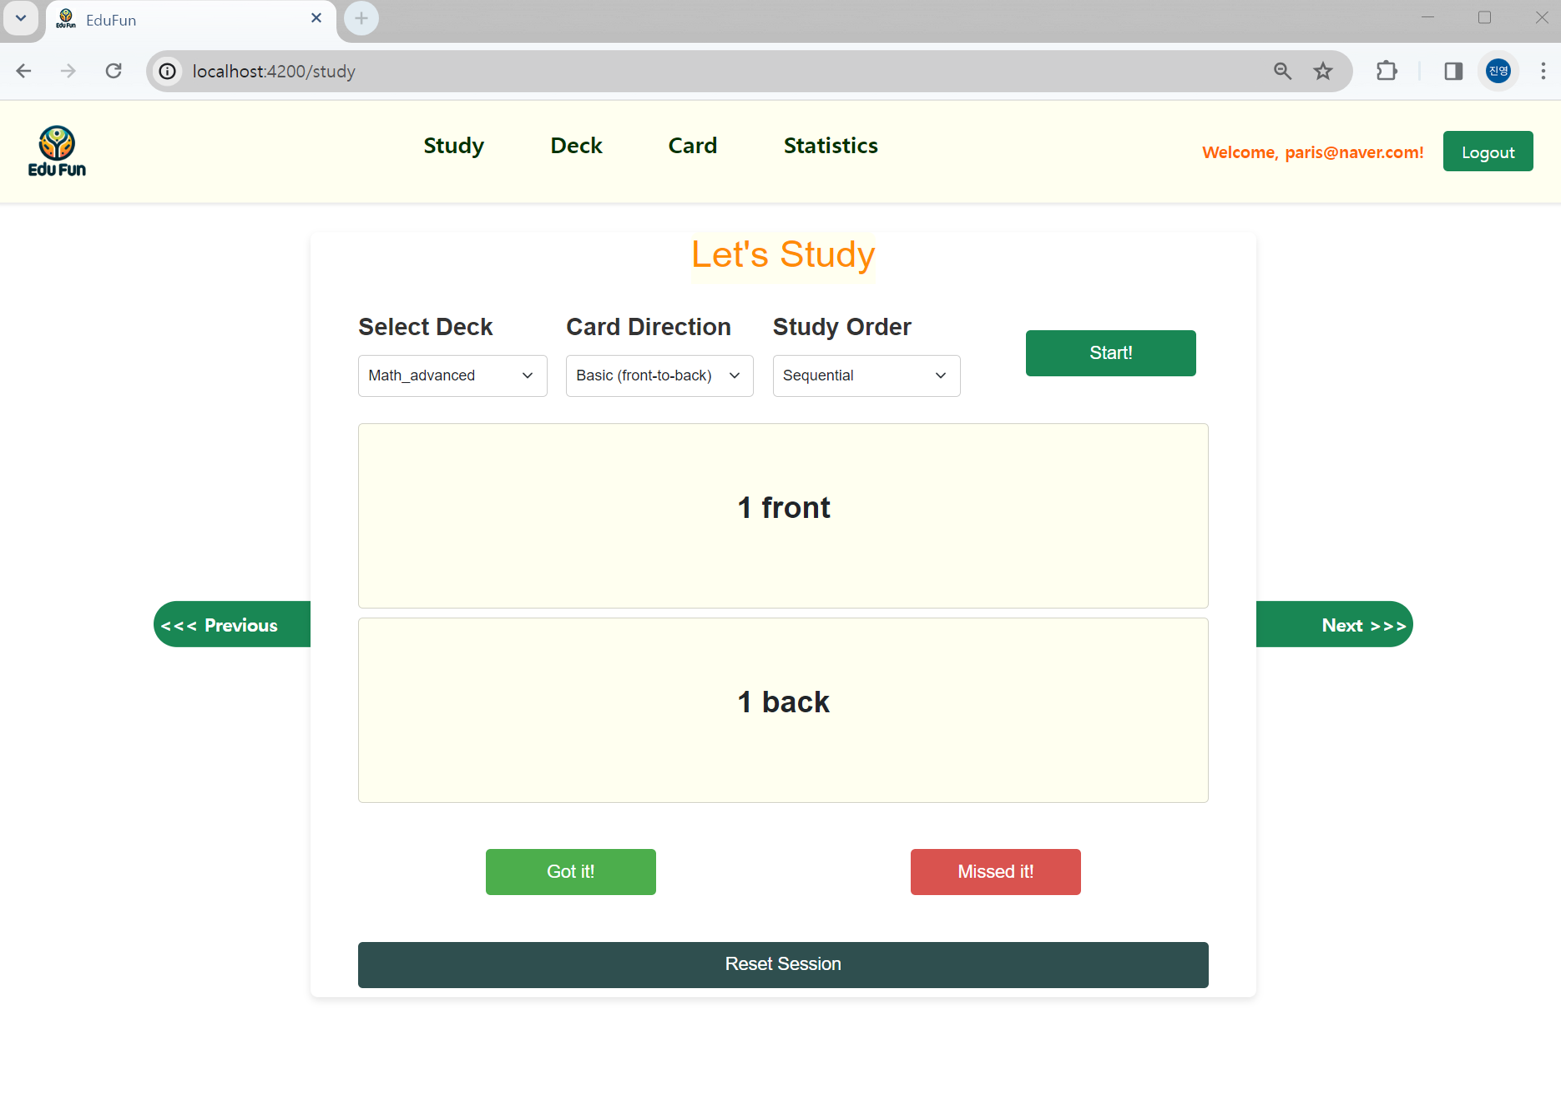 EduFun
localhost:4200/study
진영
Edu Fun
Study
Deck
Card
Statistics
Welcome, paris@naver.com!
Logout
Let's Study
Select Deck
Card Direction
Study Order
Math_advanced
Basic (front-to-back)
Sequential
Start!
1 front
<<< Previous
Next >>>
1 back
Got it!
Missed it!
Reset Session